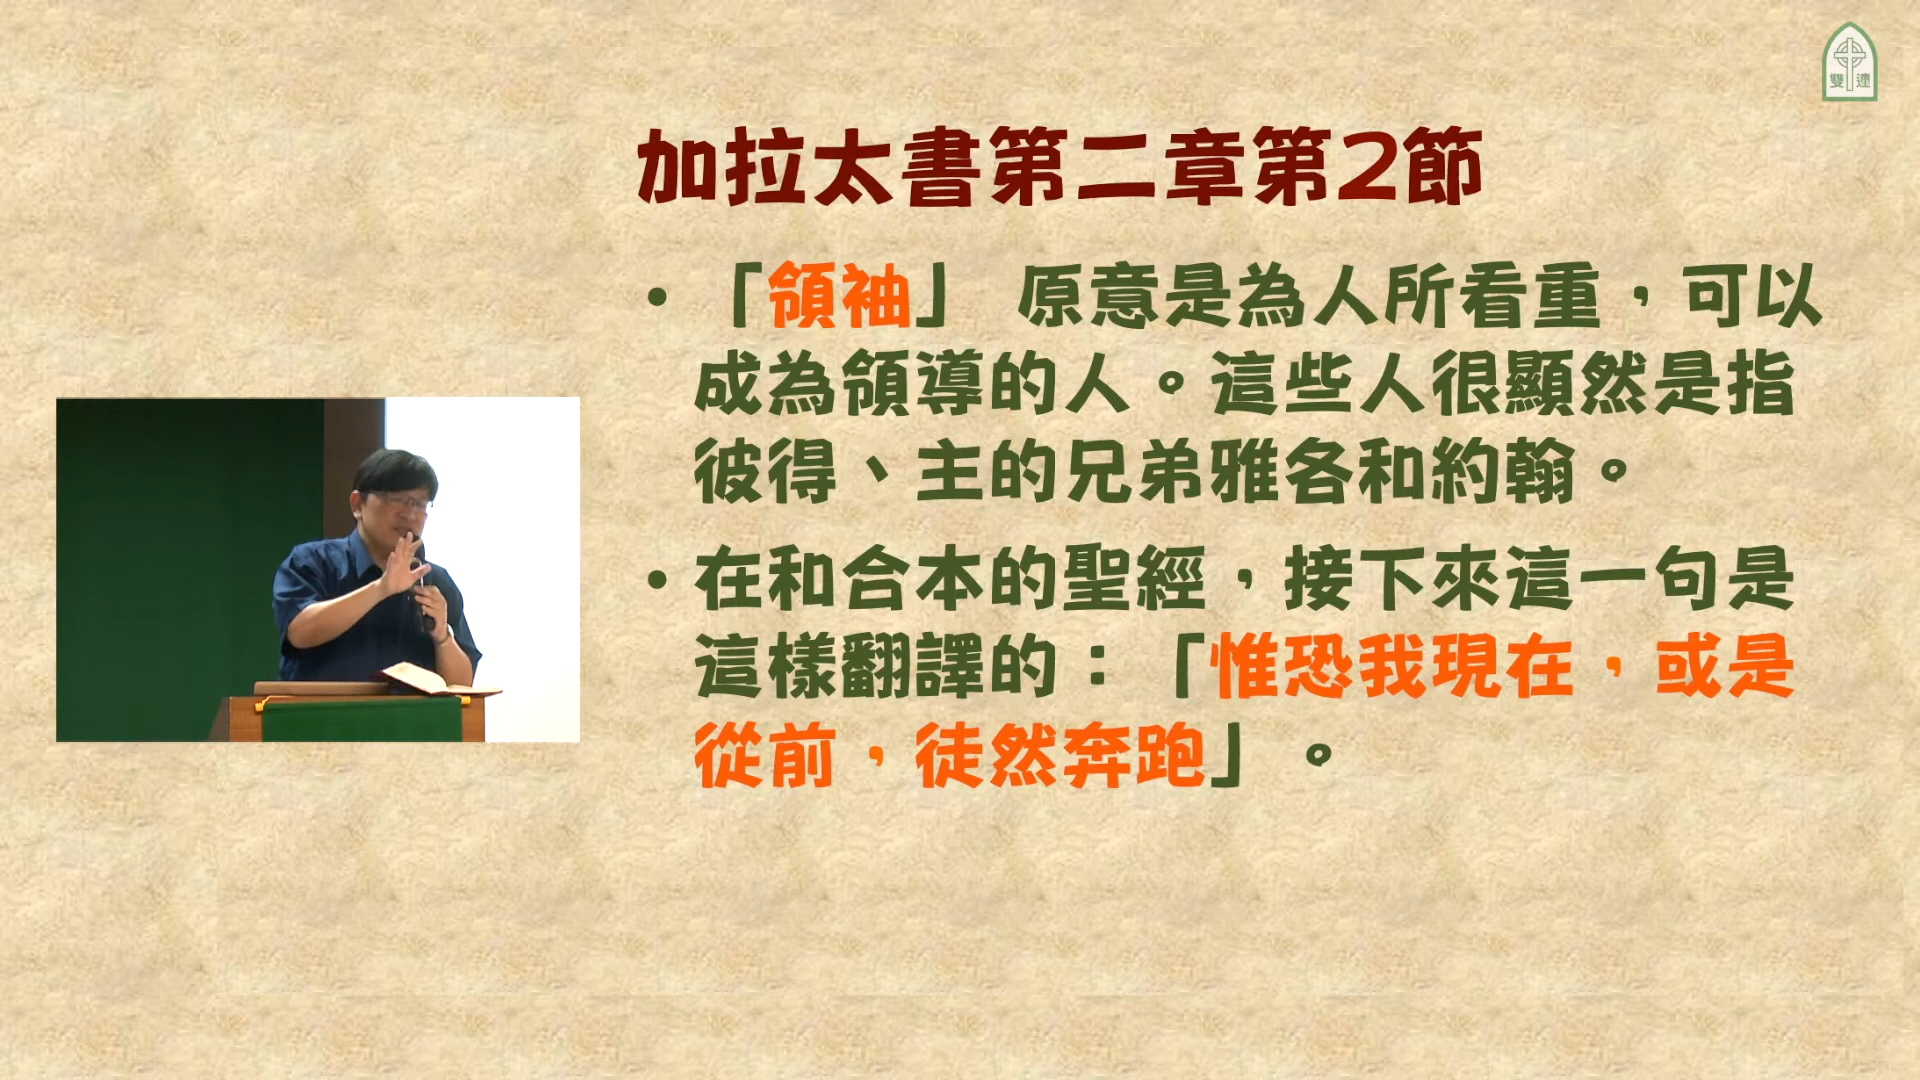 雙連
加拉太書第二章第2節
• 「領袖」 原意是為人所看重，可以
成為領導的人。這些人很顯然是指
彼得、主的兄弟雅各和約翰。
• 在和合本的聖經，接下來這一句是
這樣翻譯的：「惟恐我現在，或是
從前，徒然奔跑」。